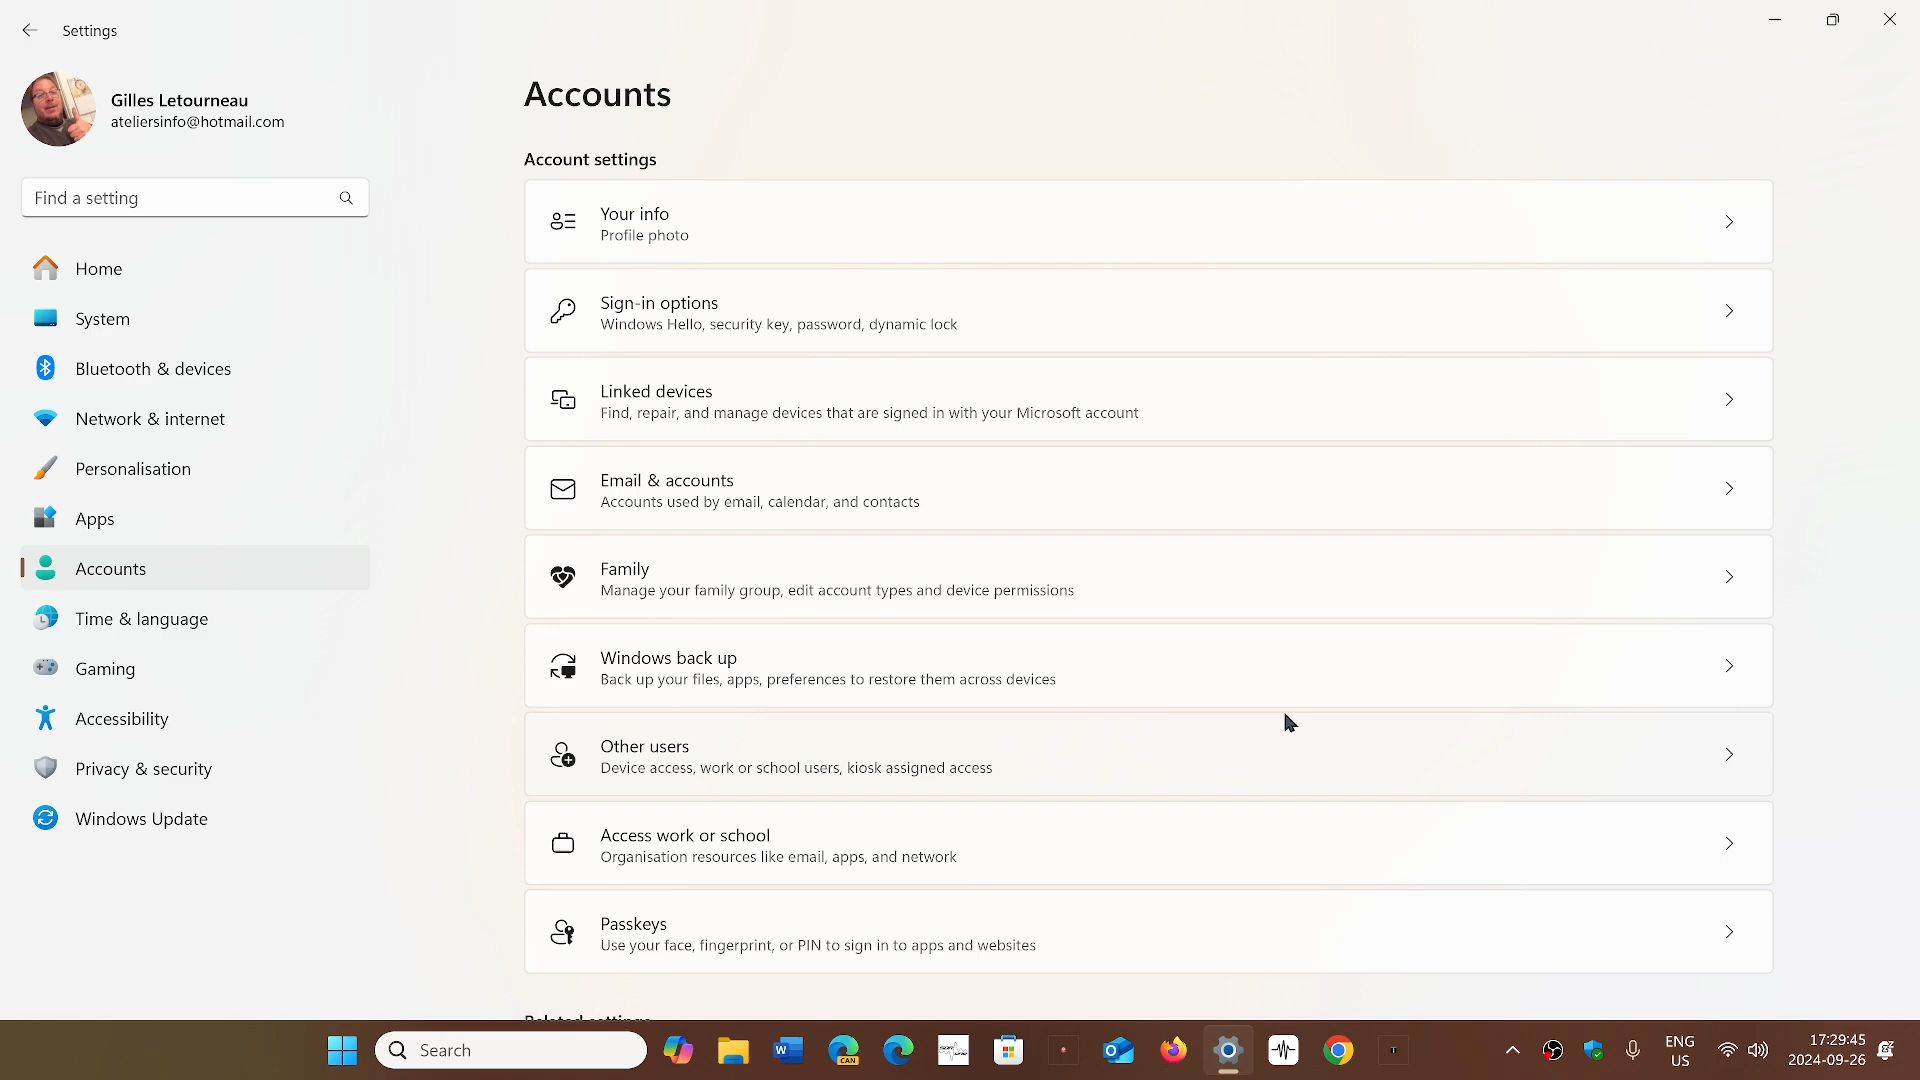 Settings
Gilles Letourneau
ateliersinfo@hotmail.com
Find a setting
Home
System
Bluetooth & devices
Network & internet
Personalisation
Apps
Accounts
Time & language
Gaming
Accessibility
Privacy & security
Windows Update
Accounts
Account settings
Your info
Profile photo
Sign-in options
Windows Hello, security key, password, dynamic lock
Linked devices
Find, repair, and manage devices that are signed in with your Microsoft account
Email & accounts
Accounts used by email, calendar, and contacts
Family
Manage your family group, edit account types and device permissions
Windows back up
Back up your files, apps, preferences to restore them across devices
Other users
Device access, work or school users, kiosk assigned access
Access work or school
Organisation resources like email, apps, and network
Passkeys
Use your face, fingerprint, or PIN to sign in to apps and websites
Related settings
Search
CAN
ENG
US
17:29:45
2024-09-26